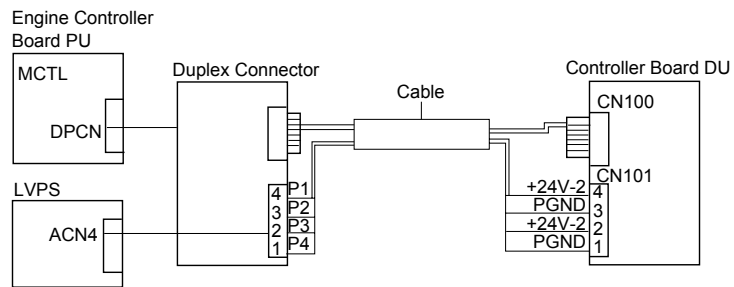 Engine Controller
Board PU
MCTL
DPCN
LVPS
ACN4
Duplex Connector
4 P1
3 P2
2 P3
1 P4
Cable
Controller Board DU
CN100
CN101
+24V-2 4
PGND 3
+24V-2 2
PGND 1